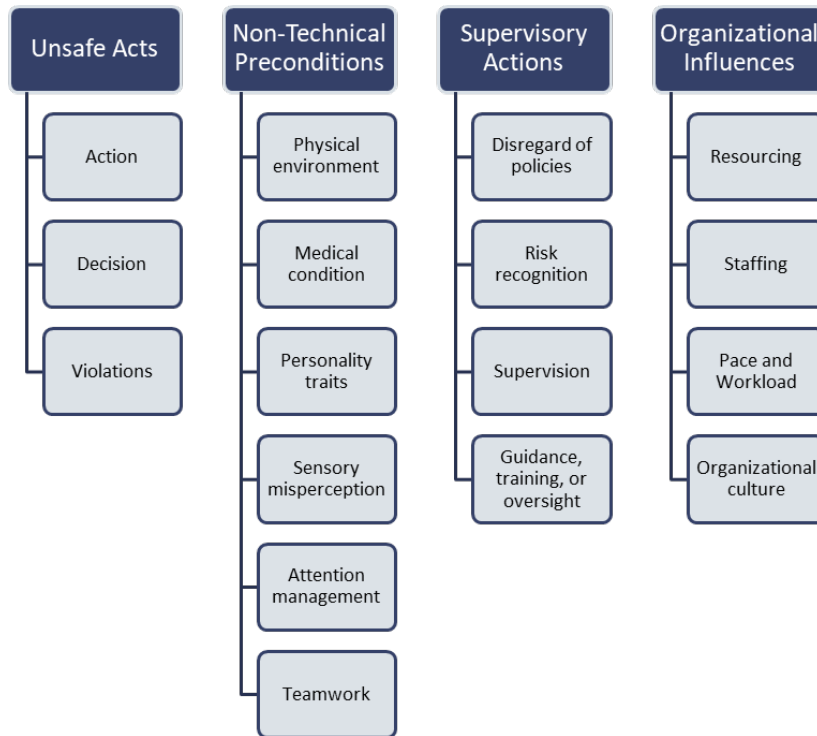 Unsafe Acts
Action
Decision
Violations
Non-Technical
Preconditions
Physical
environment
Medical
condition
Personality
traits
Sensory
misperception
Attention
management
Teamwork
Supervisory
Actions
Disregard of
policies
Risk
recognition
Supervision
Guidance,
training, or
oversight
Organizational
Influences
Resourcing
Staffing
Pace and
Workload
Organizational
culture